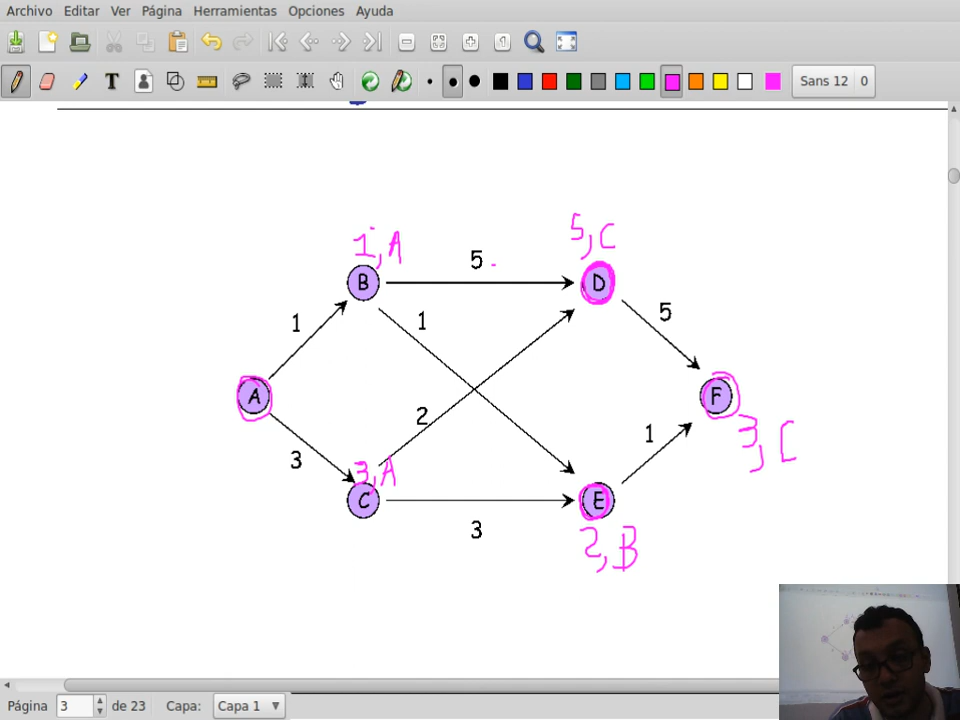 Archivo Editar Ver Página Herramientas Opciones Ayuda
T
Sans 12 0
5,C
1,A
5
B
D
1
1
5
A
F
2
1
3
3,
3,A
C
E
3
2,B
Página 3 de 23 Capa: Capa 1